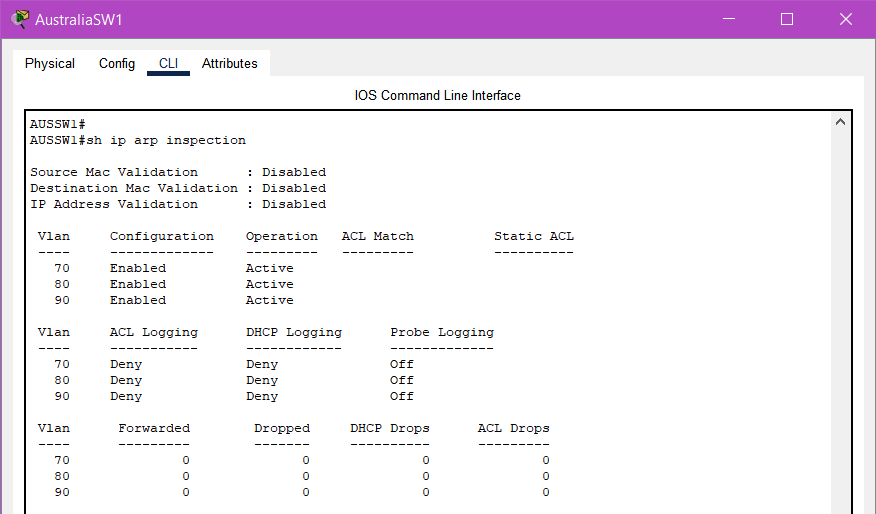 AustraliaSW1
Physical Config CLI Attributes
IOS Command Line Interface
AUSSW1#
AUSSW1#sh ip arp inspection
Source Mac Validation      : Disabled
Destination Mac Validation : Disabled
IP Address Validation      : Disabled
 Vlan     Configuration    Operation   ACL Match          Static ACL
 ----     -------------    ---------   ---------          ----------
   70     Enabled          Active
   80     Enabled          Active
   90     Enabled          Active
 Vlan     ACL Logging      DHCP Logging      Probe Logging
 ----     -----------      ------------      -------------
   70     Deny             Deny              Off
   80     Deny             Deny              Off
   90     Deny             Deny              Off
 Vlan      Forwarded        Dropped     DHCP Drops      ACL Drops
 ----      ---------        -------     ----------      ---------
   70              0              0              0              0
   80              0              0              0              0
   90              0              0              0              0